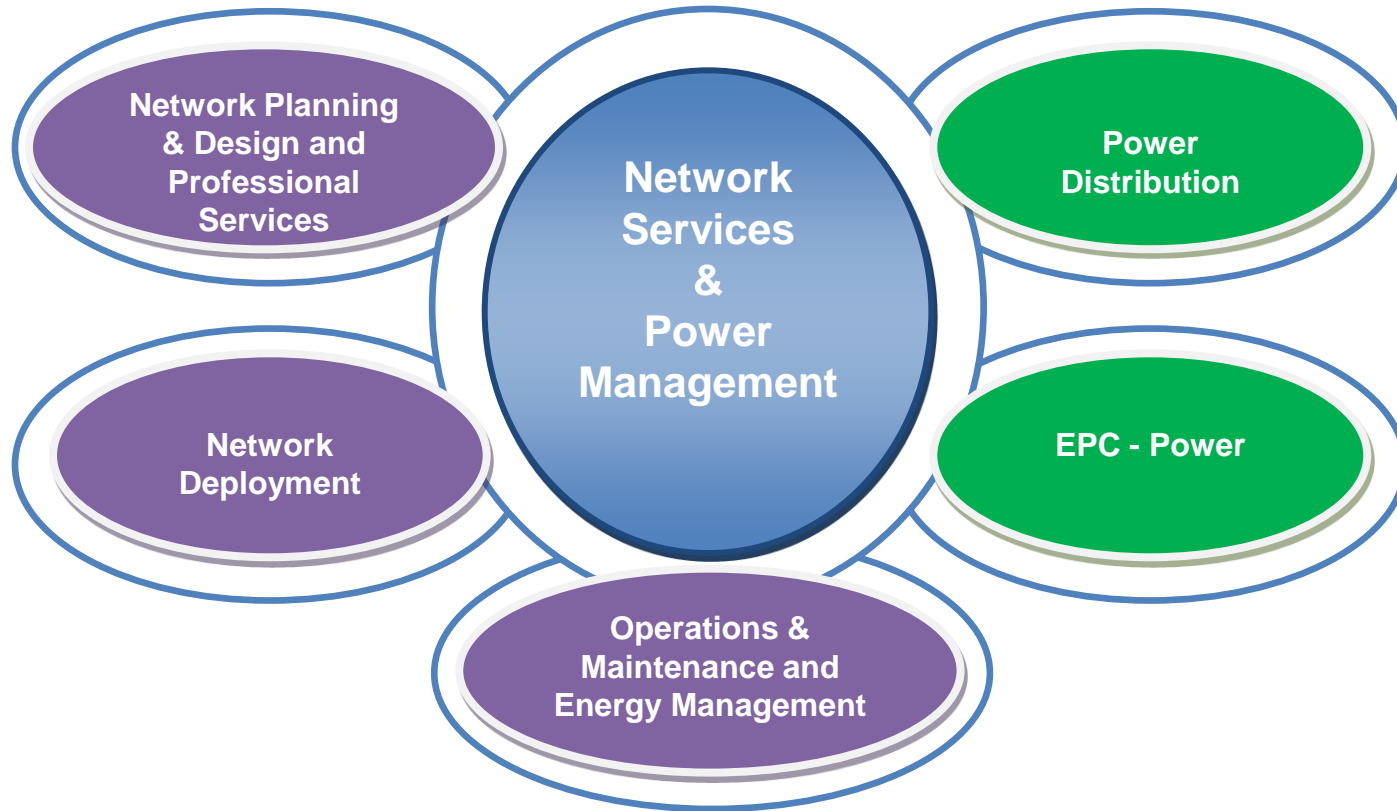 Network Planning
& Design and
Professional
Services
Network
Services
&
Power
Management
Power
Distribution
Network
Deployment
EPC - Power
Operations &
Maintenance and
Energy Management